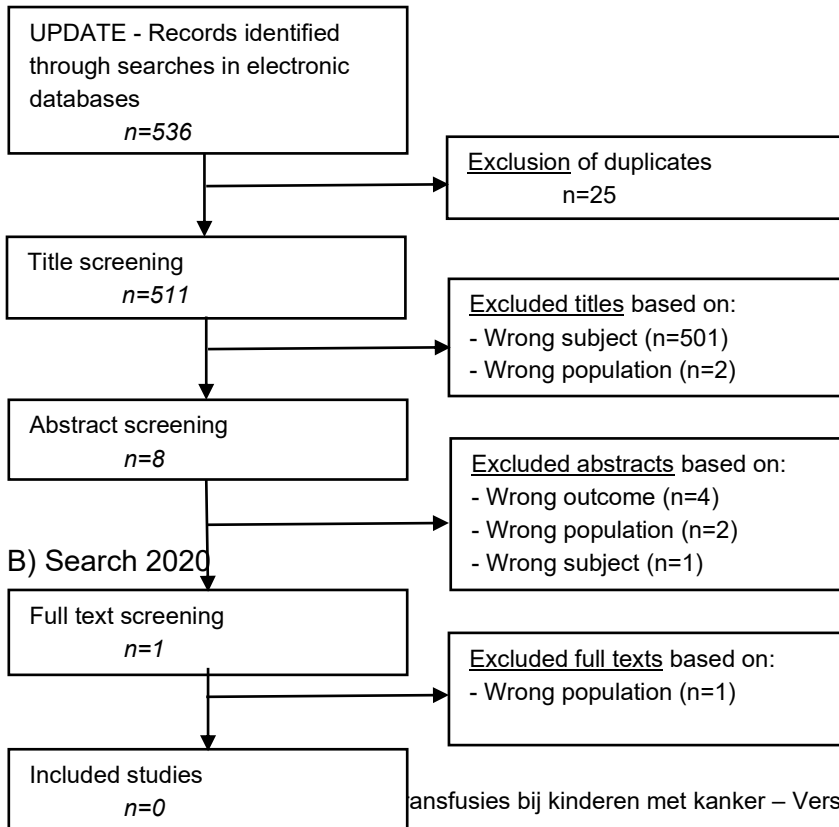 UPDATE - Records identified
through searches in electronic
databases
n=536
Exclusion of duplicates
n=25
Title screening
n=511
Excluded titles based on:
- Wrong subject (n=501)
- Wrong population (n=2)
Abstract screening
n=8
Excluded abstracts based on:
- Wrong outcome (n=4)
- Wrong population (n=2)
- Wrong subject (n=1)
B) Search 2020
Full text screening
n=1
Excluded full texts based on:
- Wrong population (n=1)
Included studies
n=0
ansfusies bij kinderen met kanker – Vers